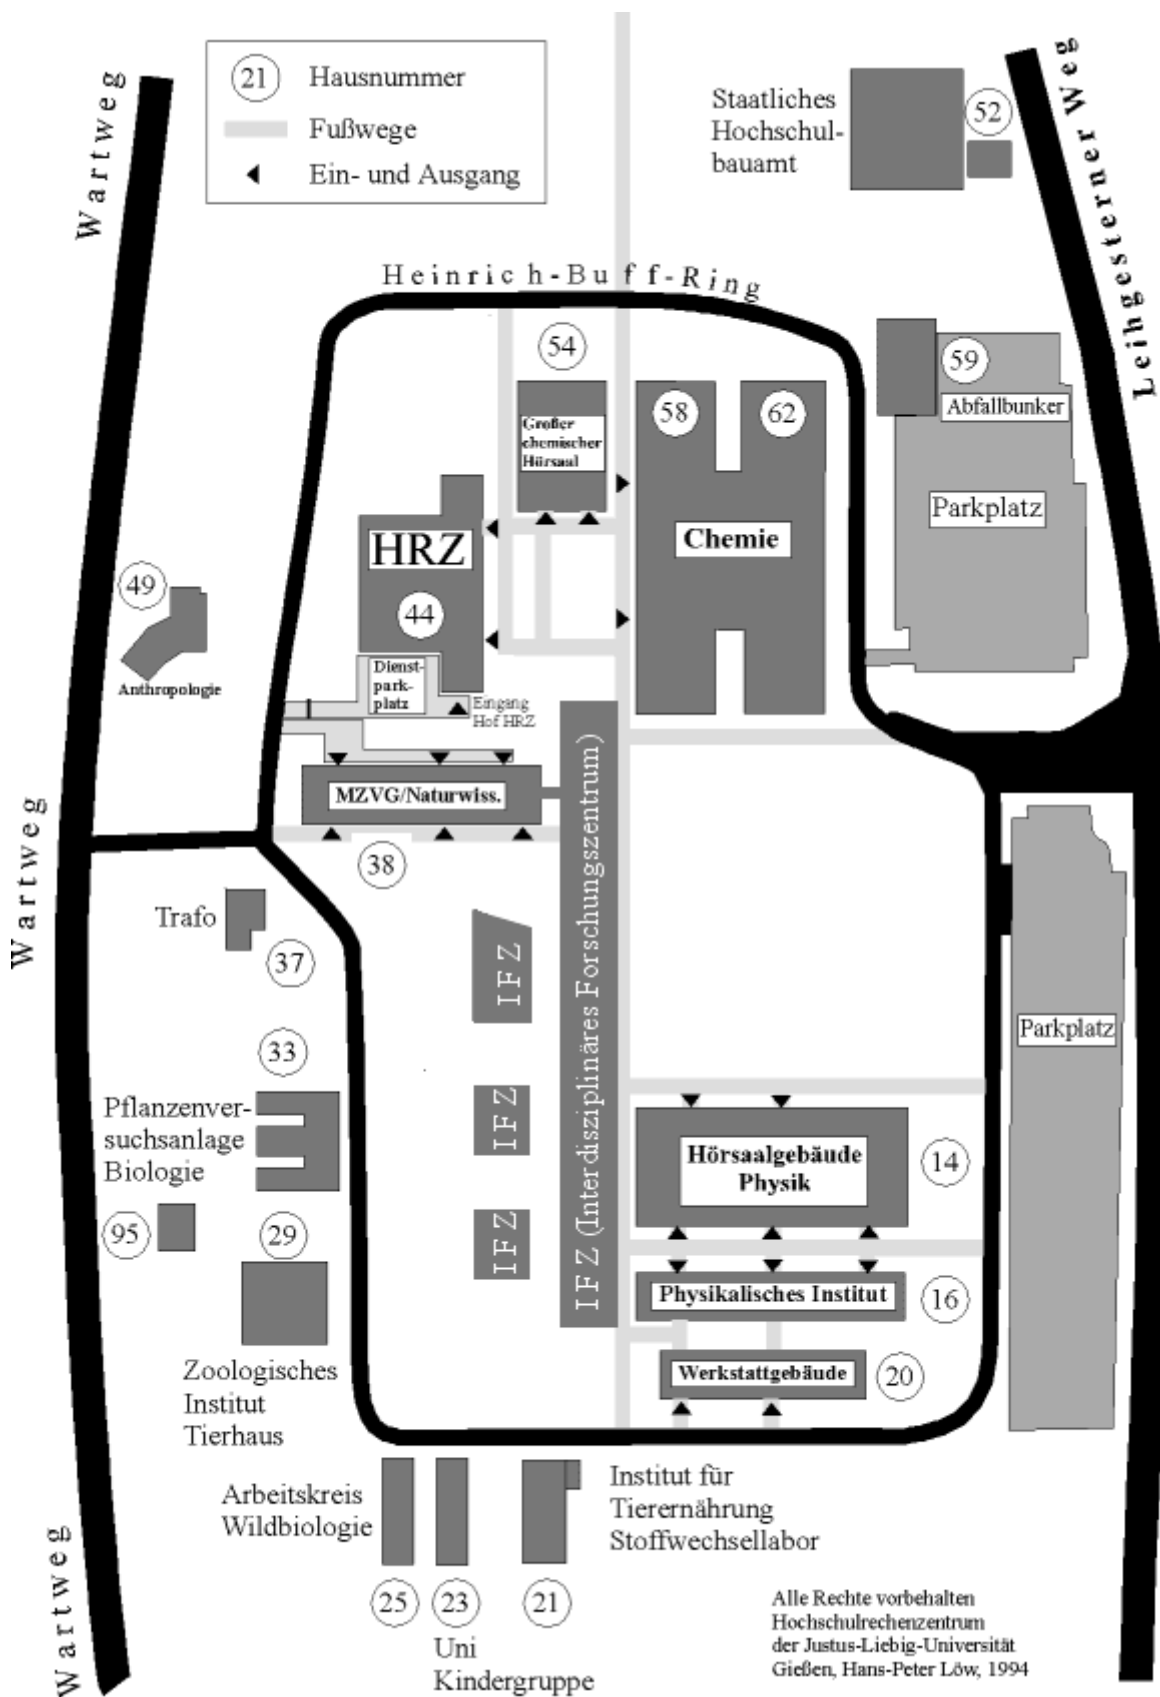 21 Hausnummer
Fußwege
Ein- und Ausgang
Wartweg
Staatliches
Hochschul-
bauamt
52
Leihgesterner Weg
Heinrich-Buff-Ring
54
Großer
chemischer
Hörsaal
58
62
Chemie
59
Abfallbunker
Parkplatz
HRZ
44
49
Anthropologie
Dienst-
park-
platz
Eingang
Hof HRZ
MZVG/Naturwiss.
38
Wartweg
Trafo
37
IFZ (Interdisziplinäres Forschungszentrum)
IFZ
IFZ
IFZ
Parkplatz
33
Pflanzenver-
suchsanlage
Biologie
95
29
Zoologisches
Institut
Tierhaus
Hörsaalgebäude
Physik
14
Physikalisches Institut
16
Werkstattgebäude
20
Wartweg
Arbeitskreis
Wildbiologie
25
23
Uni
Kindergruppe
21
Institut für
Tierernährung
Stoffwechsellabor
Alle Rechte vorbehalten
Hochschulrechenzentrum
der Justus-Liebig-Universität
Gießen, Hans-Peter Löw, 1994